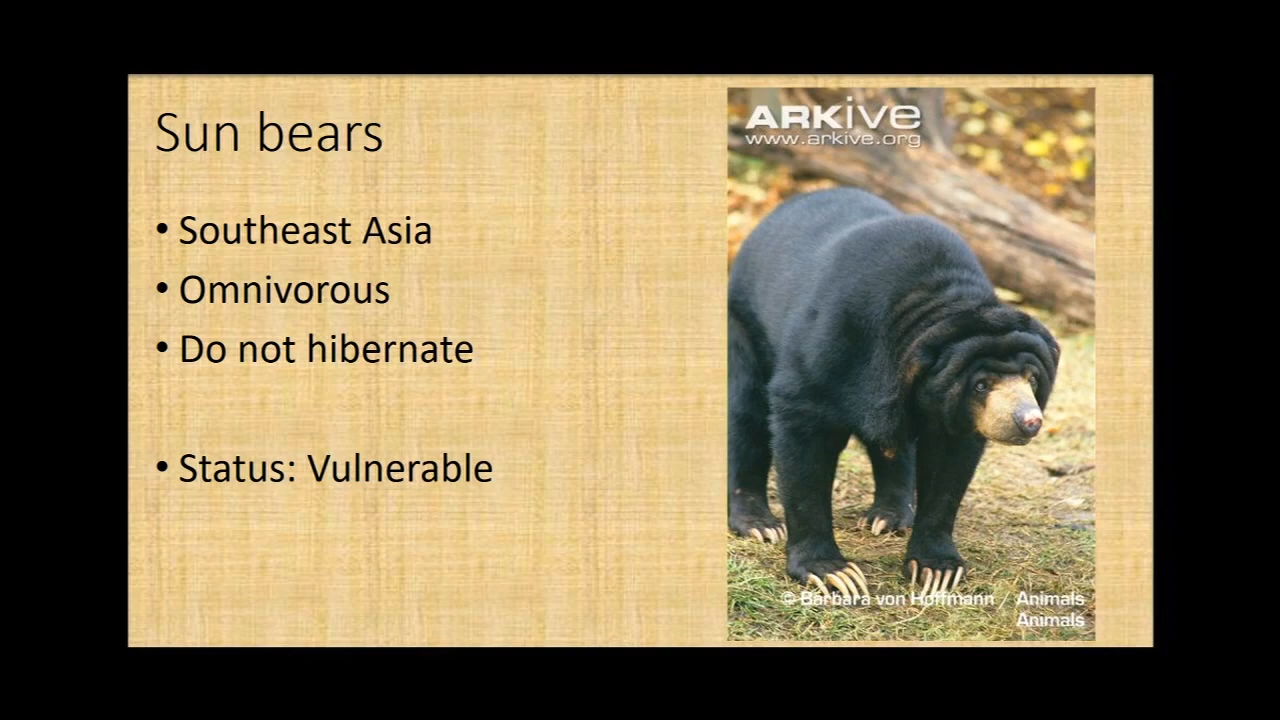 Sun bears
• Southeast Asia
• Omnivorous
• Do not hibernate
• Status: Vulnerable
ARKive
www.arkive.org
© Barbara von Hoffmann / Animals
Animals